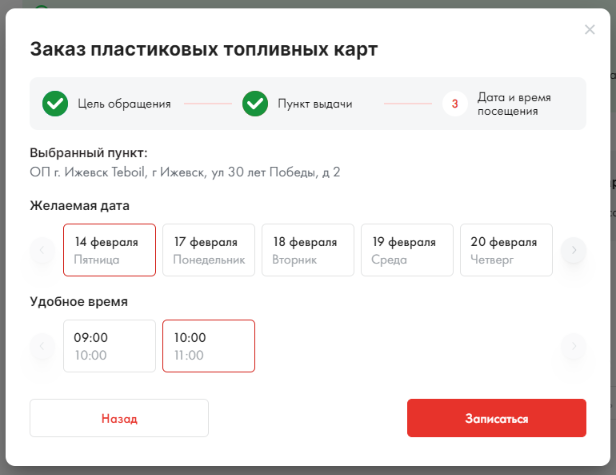 Заказ пластиковых топливных карт
Цель обращения
Пункт выдачи
3
Дата и время
посещения
Выбранный пункт:
ОП г. Ижевск Teboil, г Ижевск, ул 30 лет Победы, д 2
Желаемая дата
14 февраля 17 февраля 18 февраля 19 февраля 20 февраля
Пятница Понедельник Вторник Среда Четверг
Удобное время
09:00 10:00
10:00 11:00
Назад Записаться